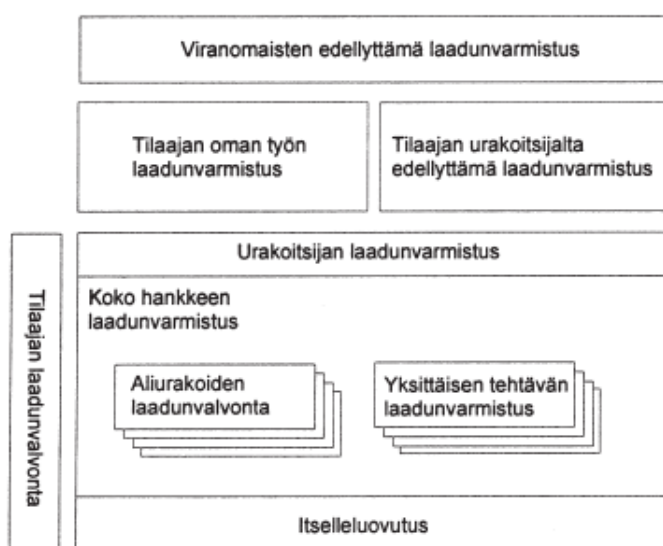 Viranomaisten edellyttämä laadunvarmistus
Tilaajan oman työn
laadunvarmistus
Tilaajan urakoitsijalta
edellyttämä laadunvarmistus
Tilaajan laadunvalvonta
Urakoitsijan laadunvarmistus
Koko hankkeen
laadunvarmistus
Aliurakoiden
laadunvalvonta
Yksittäisen tehtävän
laadunvarmistus
Itselleluovutus